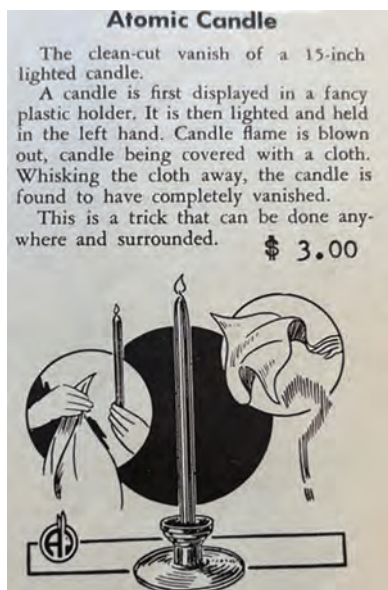 Atomic Candle
The clean-cut vanish of a 15-inch
lighted candle.
A candle is first displayed in a fancy
plastic holder. It is then lighted and held
in the left hand. Candle flame is blown
out, candle being covered with a cloth.
Whisking the cloth away, the candle is
found to have completely vanished.
This is a trick that can be done any-
where and surrounded.
$ 3.00